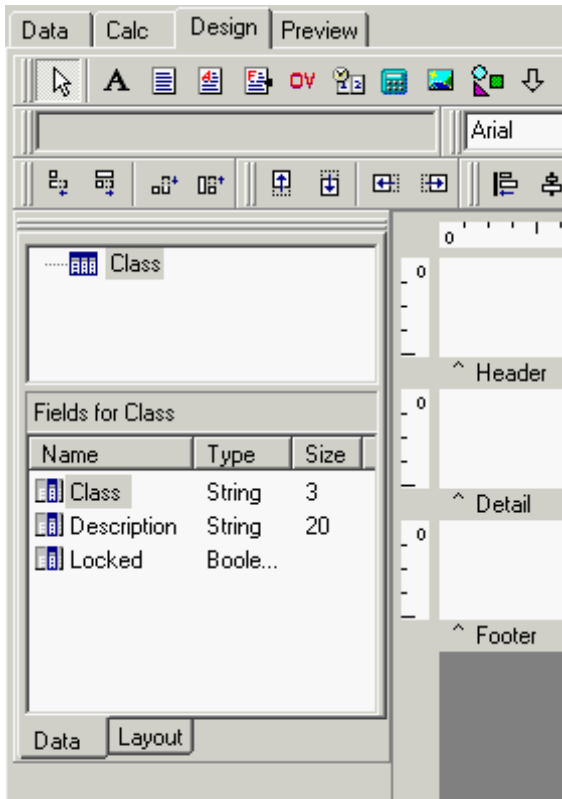 Data Calc Design Preview
A
Arial
Class
0
0
Header
Fields for Class
0
Name Type Size
Class String 3
Detail
Description String 20
0
Locked Boole...
Footer
Data Layout